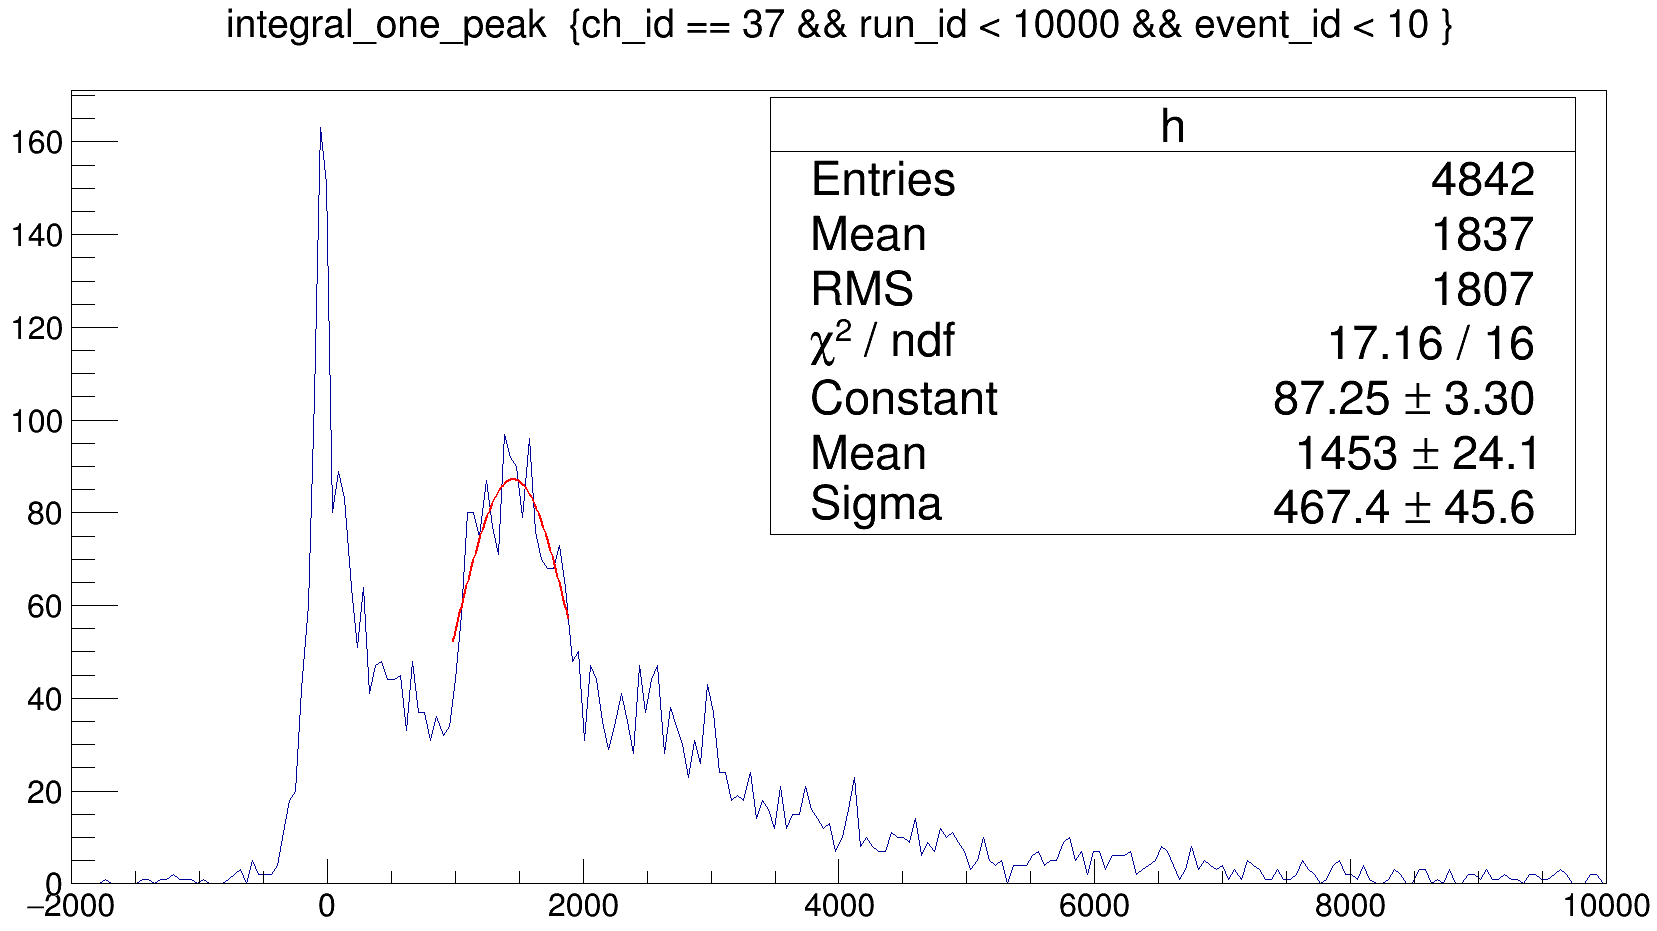 integral_one_peak {ch_id == 37 && run_id < 10000 && event_id < 10 }
h
Entries 4842
Mean 1837
RMS 1807
χ² / ndf 17.16 / 16
Constant 87.25 ± 3.30
Mean 1453 ± 24.1
Sigma 467.4 ± 45.6
160
140
120
100
80
60
40
20
0
−2000 0 2000 4000 6000 8000 10000